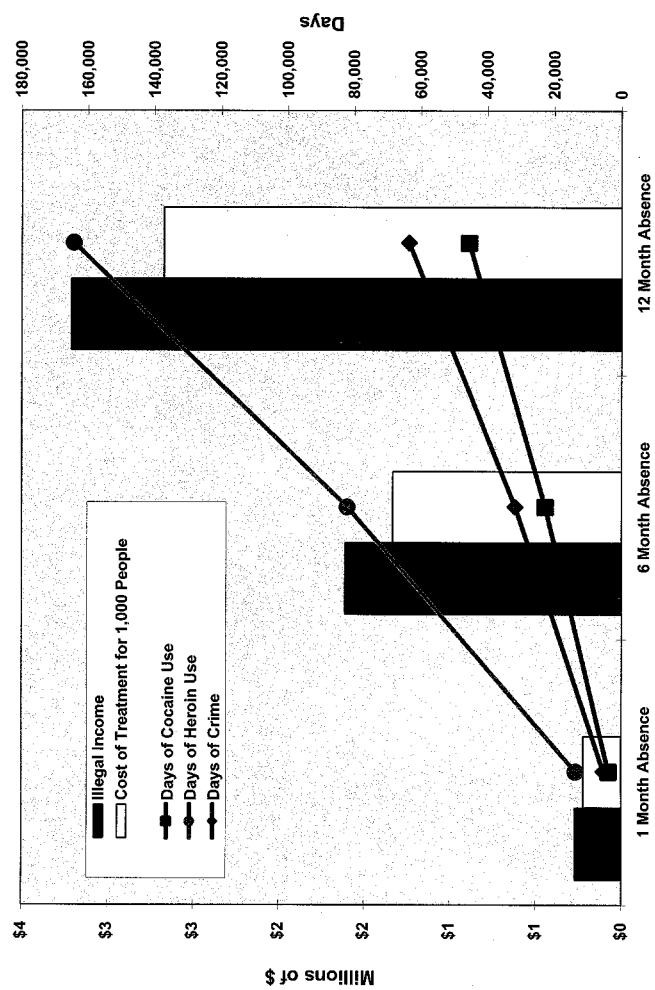 Illegal Income
Cost of Treatment for 1,000 People
Days of Cocaine Use
Days of Heroin Use
Days of Crime
Millions of $
$4
$3
$3
$2
$2
$1
$1
$0
Days
180,000
160,000
140,000
120,000
100,000
80,000
60,000
40,000
20,000
0
1 Month Absence
6 Month Absence
12 Month Absence